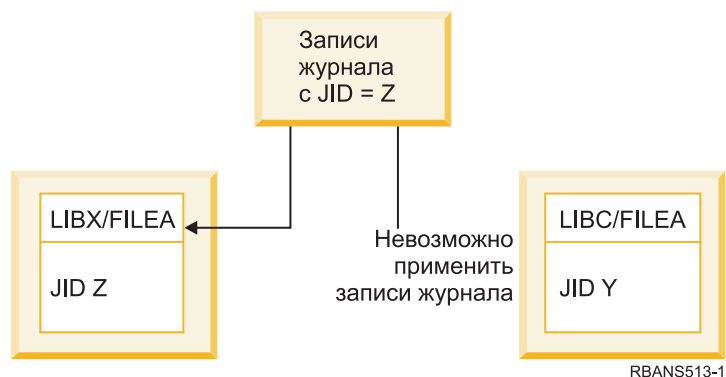 Записи
журнала
с JID = Z
LIBX/FILEA
JID Z
Невозможно
применить
записи журнала
LIBC/FILEA
JID Y
RBANS513-1